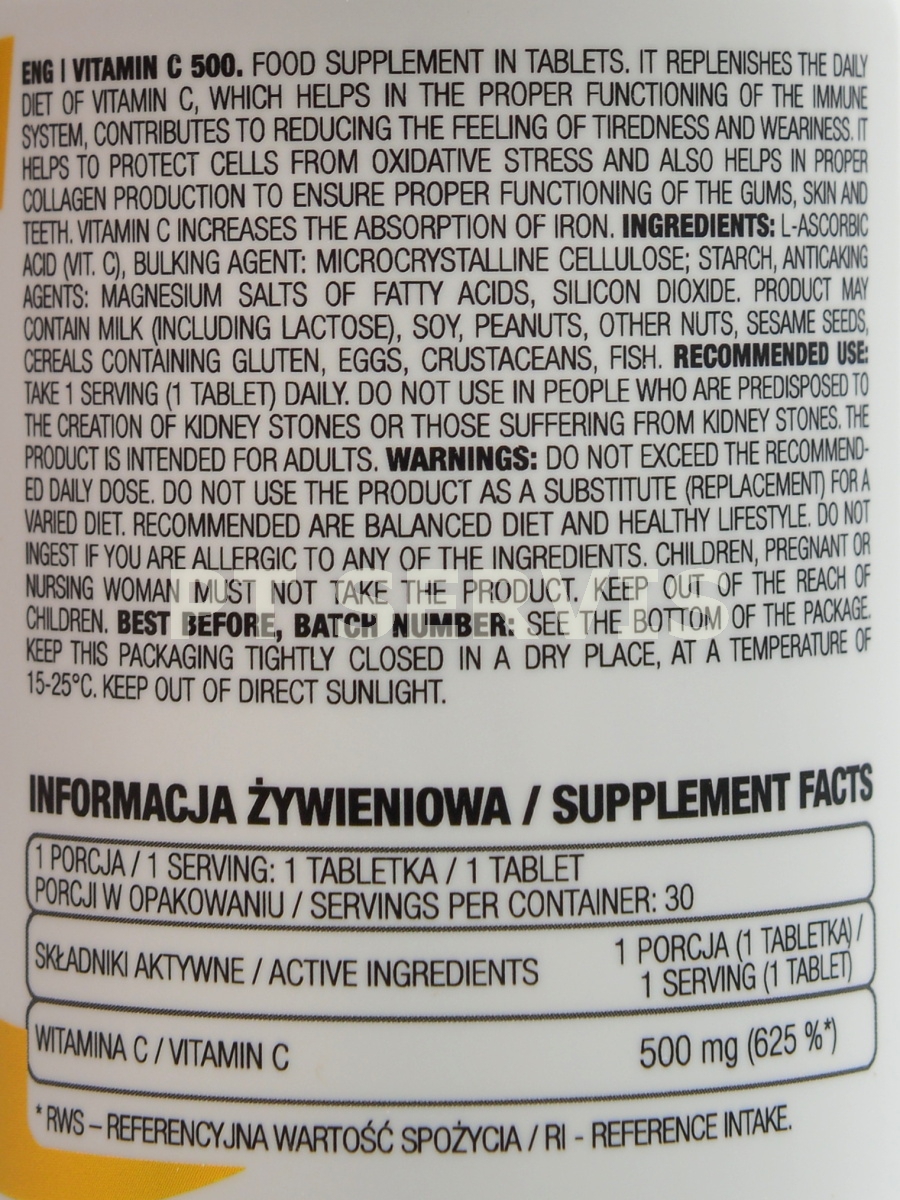 ENG | VITAMIN C 500. FOOD SUPPLEMENT IN TABLETS. IT REPLENISHES THE DAILY
DIET OF VITAMIN C, WHICH HELPS IN THE PROPER FUNCTIONING OF THE IMMUNE
SYSTEM, CONTRIBUTES TO REDUCING THE FEELING OF TIREDNESS AND WEARINESS. IT
HELPS TO PROTECT CELLS FROM OXIDATIVE STRESS AND ALSO HELPS IN PROPER
COLLAGEN PRODUCTION TO ENSURE PROPER FUNCTIONING OF THE GUMS, SKIN AND
TEETH. VITAMIN C INCREASES THE ABSORPTION OF IRON. INGREDIENTS: L-ASCORBIC
ACID (VIT. C), BULKING AGENT: MICROCRYSTALLINE CELLULOSE; STARCH, ANTICAKING
AGENTS: MAGNESIUM SALTS OF FATTY ACIDS, SILICON DIOXIDE. PRODUCT MAY
CONTAIN MILK (INCLUDING LACTOSE), SOY, PEANUTS, OTHER NUTS, SESAME SEEDS,
CEREALS CONTAINING GLUTEN, EGGS, CRUSTACEANS, FISH. RECOMMENDED USE:
TAKE 1 SERVING (1 TABLET) DAILY. DO NOT USE IN PEOPLE WHO ARE PREDISPOSED TO
THE CREATION OF KIDNEY STONES OR THOSE SUFFERING FROM KIDNEY STONES. THE
PRODUCT IS INTENDED FOR ADULTS. WARNINGS: DO NOT EXCEED THE RECOMMEND-
ED DAILY DOSE. DO NOT USE THE PRODUCT AS A SUBSTITUTE (REPLACEMENT) FOR A
VARIED DIET. RECOMMENDED ARE BALANCED DIET AND HEALTHY LIFESTYLE. DO NOT
INGEST IF YOU ARE ALLERGIC TO ANY OF THE INGREDIENTS. CHILDREN, PREGNANT OR
NURSING WOMAN MUST NOT TAKE THE PRODUCT. KEEP OUT OF THE REACH OF
CHILDREN. BEST BEFORE, BATCH NUMBER: SEE THE BOTTOM OF THE PACKAGE.
KEEP THIS PACKAGING TIGHTLY CLOSED IN A DRY PLACE, AT A TEMPERATURE OF
15-25°C. KEEP OUT OF DIRECT SUNLIGHT.
INFORMACJA ŻYWIENIOWA / SUPPLEMENT FACTS
1 PORCJA / 1 SERVING: 1 TABLETKA / 1 TABLET
PORCJI W OPAKOWANIU / SERVINGS PER CONTAINER: 30
SKŁADNIKI AKTYWNE / ACTIVE INGREDIENTS
1 PORCJA (1 TABLETKA) /
1 SERVING (1 TABLET)
WITAMINA C / VITAMIN C
500 mg (625 %*)
* RWS – REFERENCYJNA WARTOŚĆ SPOŻYCIA / RI - REFERENCE INTAKE.